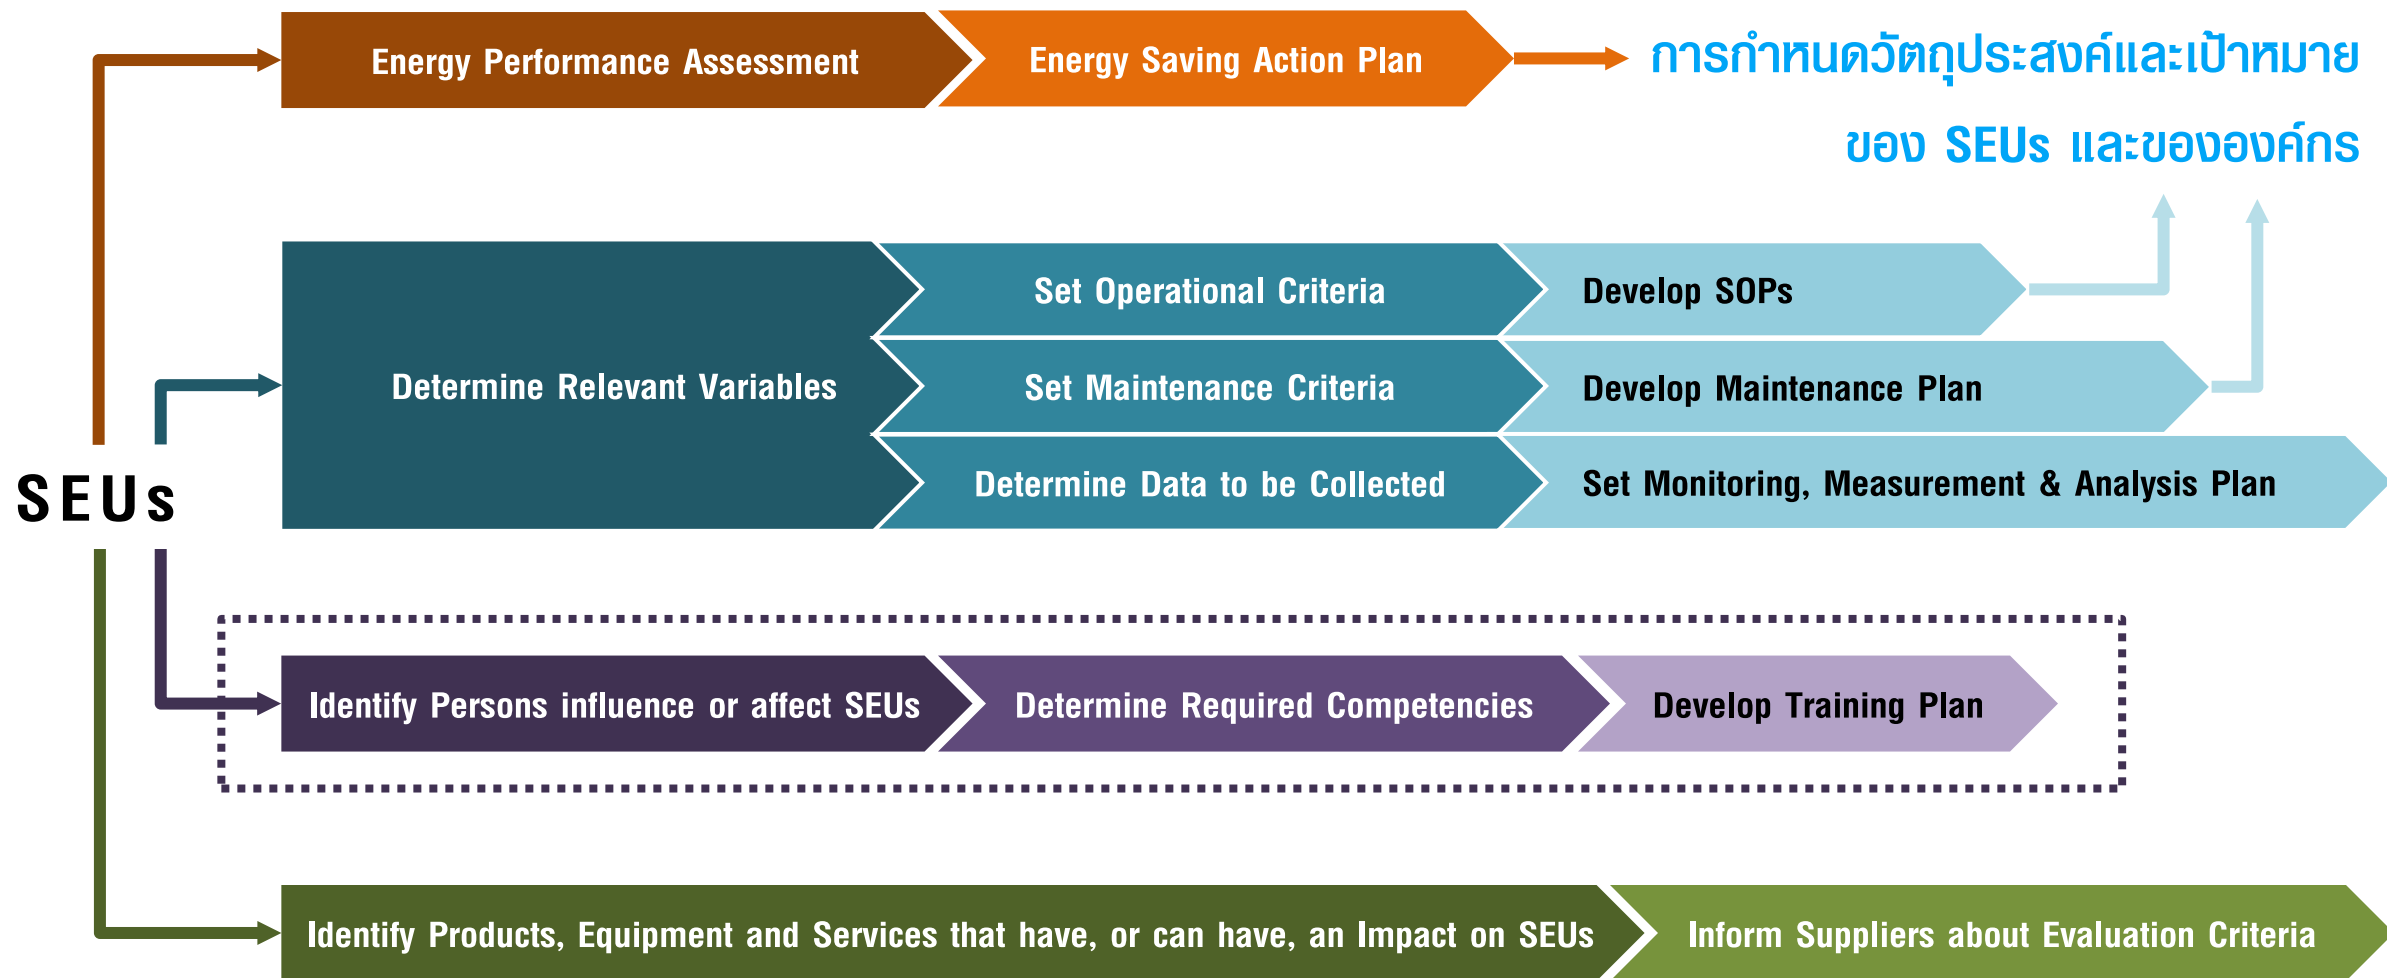 Energy Performance Assessment
Energy Saving Action Plan
การกำหนดวัตถุประสงค์และเป้าหมาย
ของ SEUs และขององค์กร
Set Operational Criteria
Develop SOPs
Determine Relevant Variables
Set Maintenance Criteria
Develop Maintenance Plan
Determine Data to be Collected
Set Monitoring, Measurement & Analysis Plan
SEUs
Identify Persons influence or affect SEUs
Determine Required Competencies
Develop Training Plan
Identify Products, Equipment and Services that have, or can have, an Impact on SEUs
Inform Suppliers about Evaluation Criteria